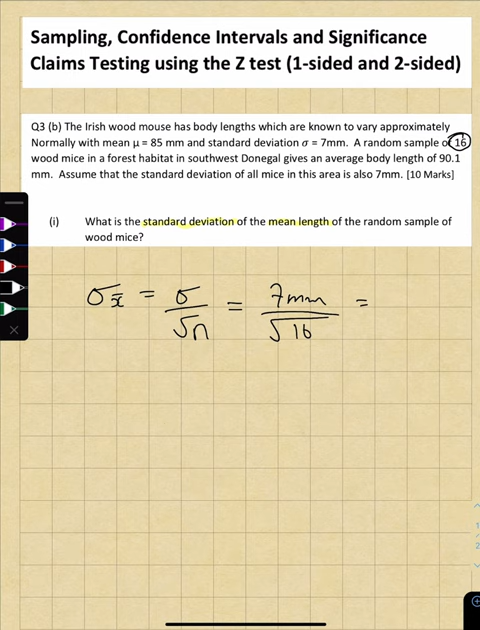 Sampling, Confidence Intervals and Significance
Claims Testing using the Z test (1-sided and 2-sided)
Q3 (b) The Irish wood mouse has body lengths which are known to vary approximately
Normally with mean μ = 85 mm and standard deviation σ = 7mm. A random sample of 16
wood mice in a forest habitat in southwest Donegal gives an average body length of 90.1
mm. Assume that the standard deviation of all mice in this area is also 7mm. [10 Marks]
(i) What is the standard deviation of the mean length of the random sample of
wood mice?
σx̄ = σ/√n = 7mm/√16 =
1
2